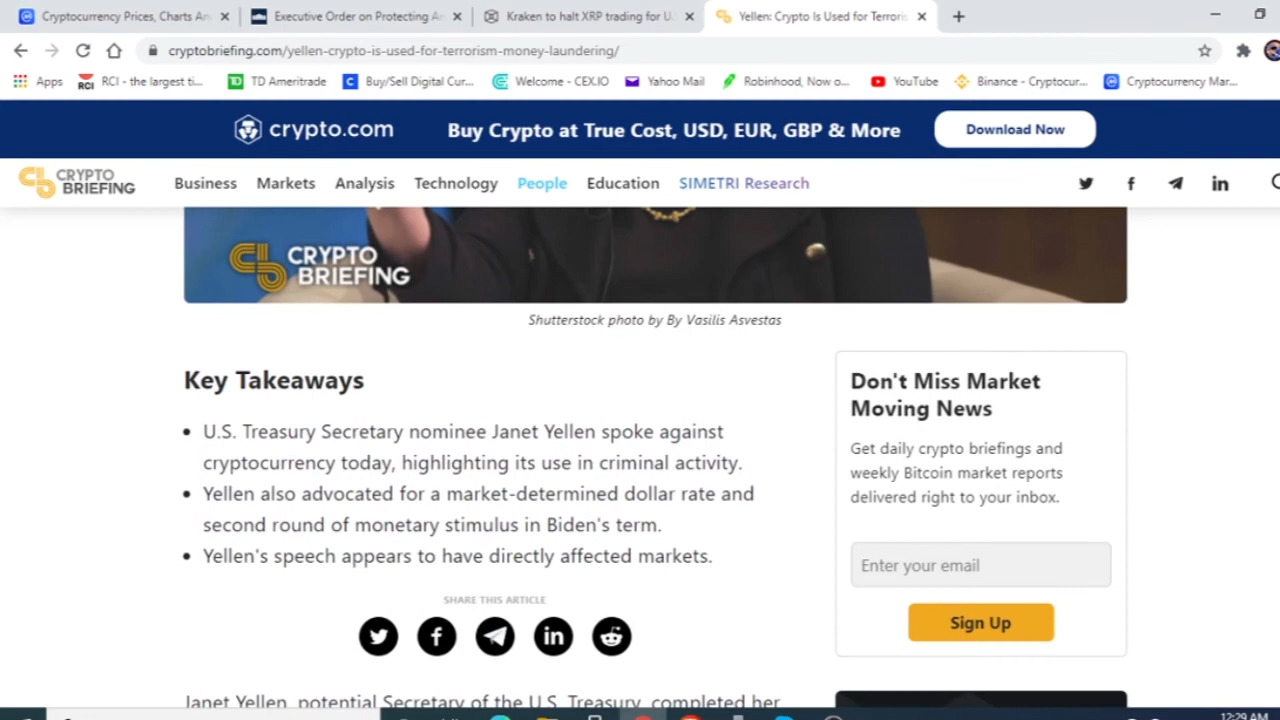 Cryptocurrency Prices, Charts An
Executive Order on Protecting Am
Kraken to halt XRP trading for U.S
Yellen: Crypto Is Used for Terroris
cryptobriefing.com/yellen-crypto-is-used-for-terrorism-money-laundering/
Apps
RCI - the largest ti...
TD Ameritrade
Buy/Sell Digital Cur...
Welcome - CEX.IO
Yahoo Mail
Robinhood, Now o...
YouTube
Binance - Cryptocur...
Cryptocurrency Mar...
crypto.com
Buy Crypto at True Cost, USD, EUR, GBP & More
Download Now
CRYPTO
BRIEFING
Business
Markets
Analysis
Technology
People
Education
SIMETRI Research
CRYPTO
BRIEFING
Shutterstock photo by By Vasilis Asvestas
Key Takeaways
U.S. Treasury Secretary nominee Janet Yellen spoke against
cryptocurrency today, highlighting its use in criminal activity.
Yellen also advocated for a market-determined dollar rate and
second round of monetary stimulus in Biden's term.
Yellen's speech appears to have directly affected markets.
SHARE THIS ARTICLE
Janet Yellen, potential Secretary of the U.S. Treasury, completed her
Don't Miss Market
Moving News
Get daily crypto briefings and
weekly Bitcoin market reports
delivered right to your inbox.
Enter your email
Sign Up
12:29 AM